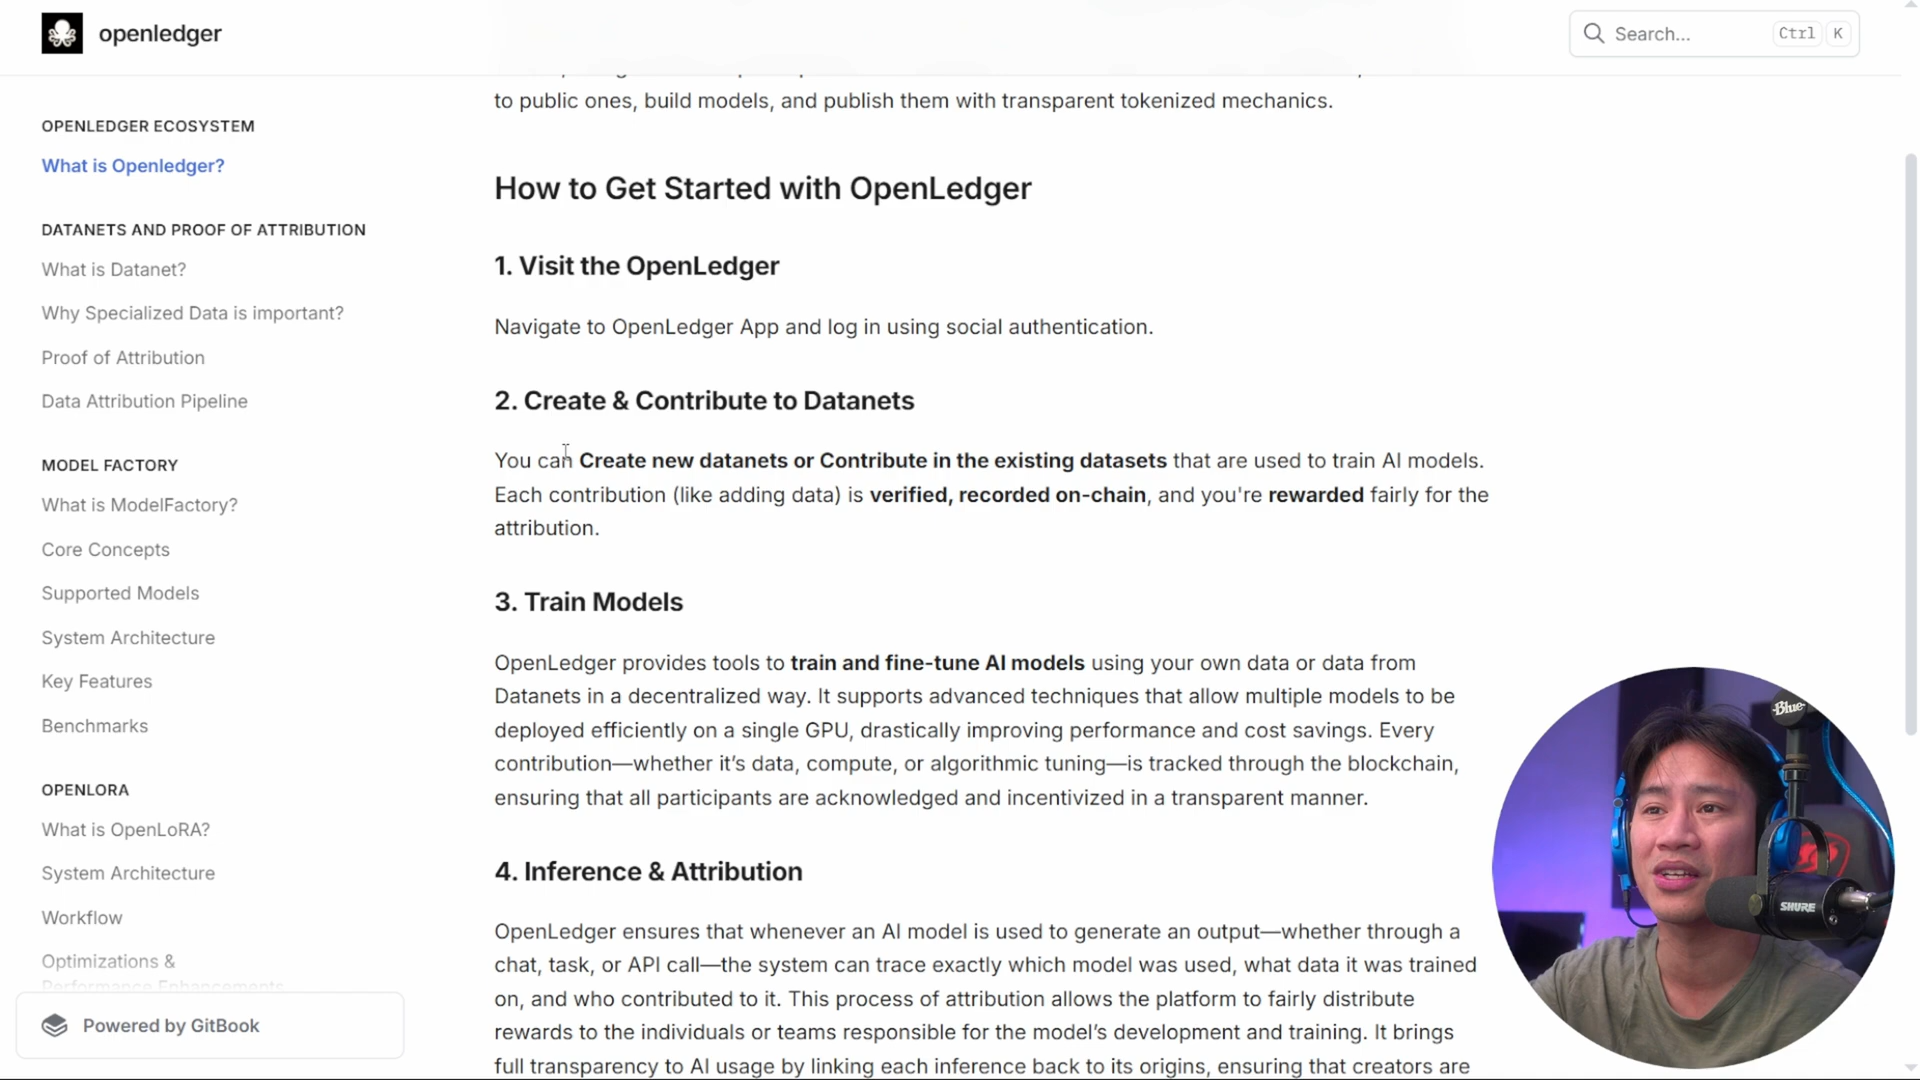 openledger
Search...
Ctrl K
OPENLEDGER ECOSYSTEM
What is Openledger?
DATANETS AND PROOF OF ATTRIBUTION
What is Datanet?
Why Specialized Data is important?
Proof of Attribution
Data Attribution Pipeline
MODEL FACTORY
What is ModelFactory?
Core Concepts
Supported Models
System Architecture
Key Features
Benchmarks
OPENLORA
What is OpenLoRA?
System Architecture
Workflow
Optimizations &
Performance Enhancements
Powered by GitBook
to public ones, build models, and publish them with transparent tokenized mechanics.
How to Get Started with OpenLedger
1. Visit the OpenLedger
Navigate to OpenLedger App and log in using social authentication.
2. Create & Contribute to Datanets
You can Create new datanets or Contribute in the existing datasets that are used to train AI models.
Each contribution (like adding data) is verified, recorded on-chain, and you're rewarded fairly for the
attribution.
3. Train Models
OpenLedger provides tools to train and fine-tune AI models using your own data or data from
Datanets in a decentralized way. It supports advanced techniques that allow multiple models to be
deployed efficiently on a single GPU, drastically improving performance and cost savings. Every
contribution—whether it’s data, compute, or algorithmic tuning—is tracked through the blockchain,
ensuring that all participants are acknowledged and incentivized in a transparent manner.
4. Inference & Attribution
OpenLedger ensures that whenever an AI model is used to generate an output—whether through a
chat, task, or API call—the system can trace exactly which model was used, what data it was trained
on, and who contributed to it. This process of attribution allows the platform to fairly distribute
rewards to the individuals or teams responsible for the model’s development and training. It brings
full transparency to AI usage by linking each inference back to its origins, ensuring that creators are
Blue
SHURE